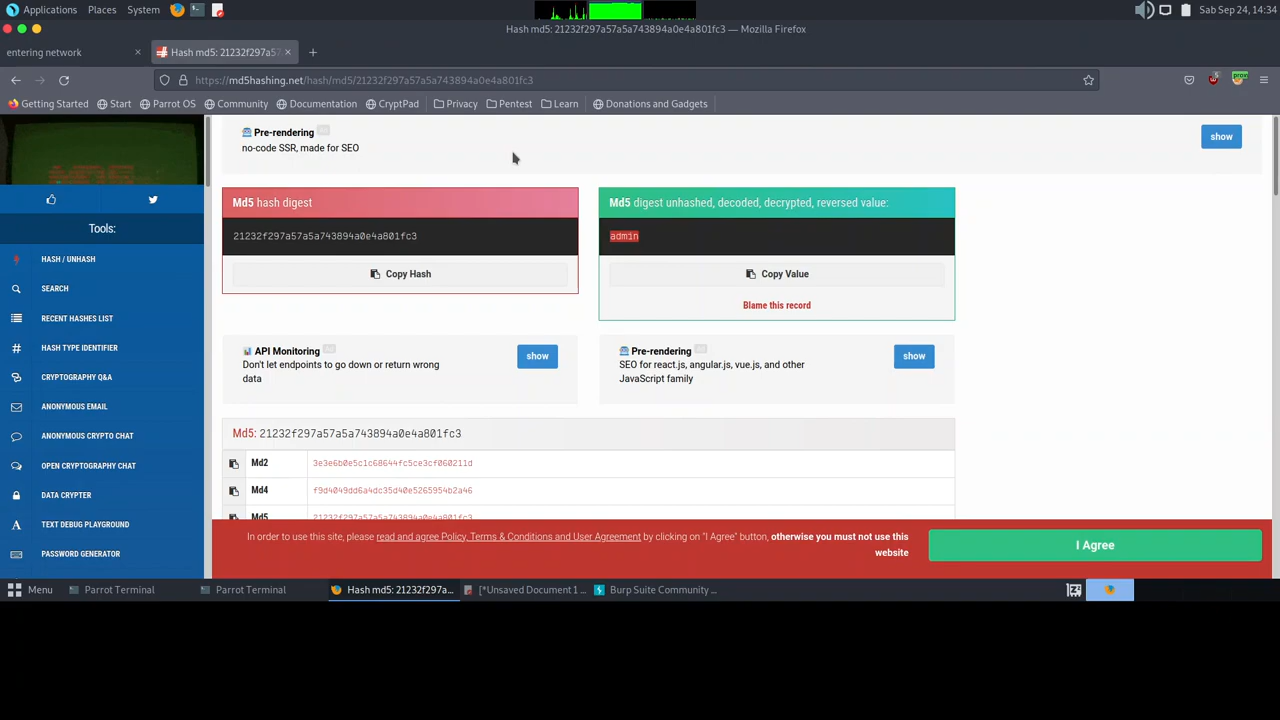 Applications Places System Sab Sep 24, 14:34
Hash md5: 21232f297a57a5a743894a0e4a801fc3 — Mozilla Firefox
entering network × Hash md5: 21232f297a57 × +
https://md5hashing.net/hash/md5/21232f297a57a5a743894a0e4a801fc3
Getting Started Start Parrot OS Community Documentation CryptPad Privacy Pentest Learn Donations and Getdgets
Pre-rendering Ad
no-code SSR, made for SEO
show
Md5 hash digest
21232f297a57a5a743894a0e4a801fc3
Copy Hash
Md5 digest unhashed, decoded, decrypted, reversed value:
admin
Copy Value
Blame this record
Tools:
HASH / UNHASH
SEARCH
RECENT HASHES LIST
HASH TYPE IDENTIFIER
CRYPTOGRAPHY Q&A
ANONYMOUS EMAIL
ANONYMOUS CRYPTO CHAT
OPEN CRYPTOGRAPHY CHAT
DATA CRYPTER
TEXT DEBUG PLAYGROUND
PASSWORD GENERATOR
API Monitoring Ad
Don't let endpoints to go down or return wrong
data
show
Pre-rendering Ad
SEO for react.js, angular.js, vue.js, and other
JavaScript family
show
Md5: 21232f297a57a5a743894a0e4a801fc3
Md2 3e3e6b0e5c1c68644fc5ce3cf060211d
Md4 f9d4049dd6a4dc35d40e5265954b2a46
Md5 21232f297a57a5a743894a0e4a801fc3
In order to use this site, please read and agree Policy, Terms & Conditions and User Agreement by clicking on "I Agree" button, otherwise you must not use this
website
I Agree
Menu Parrot Terminal Parrot Terminal Hash md5: 21232f297a... [*Unsaved Document 1 ... Burp Suite Community ...